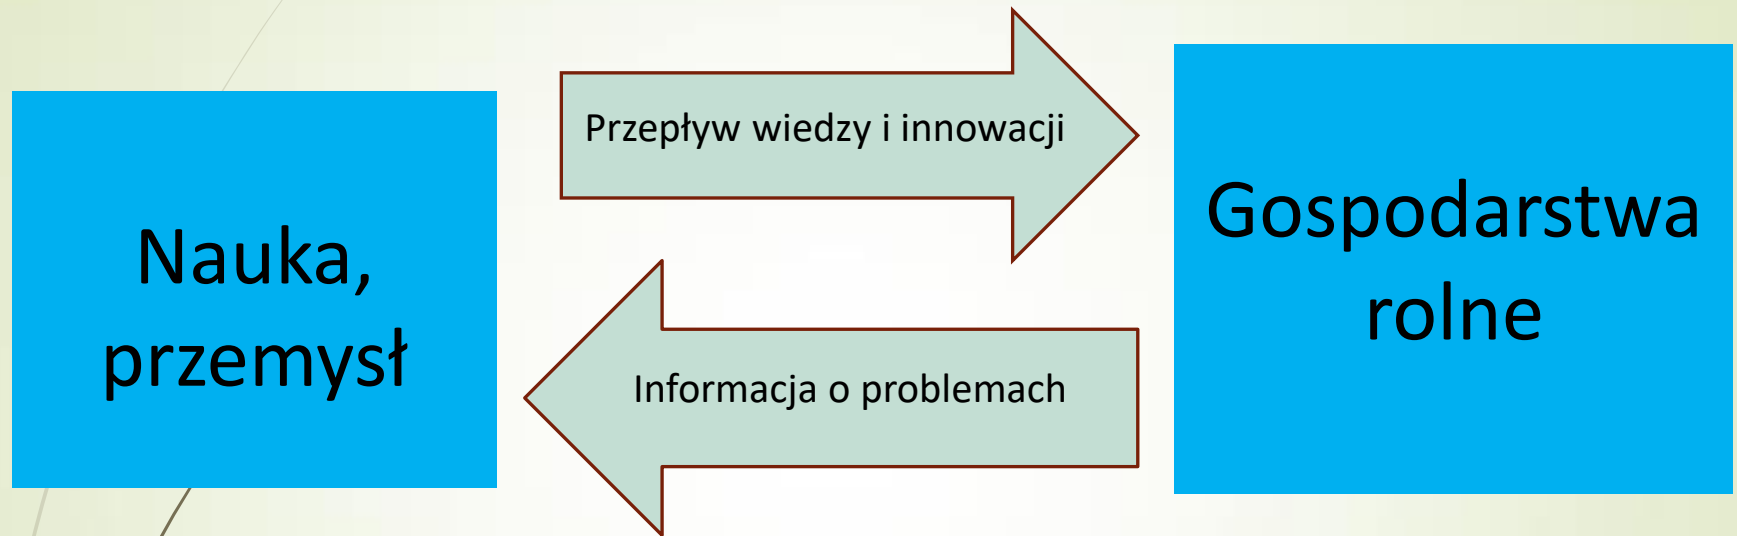 Nauka,
przemysł
Przepływ wiedzy i innowacji
Informacja o problemach
Gospodarstwa
rolne